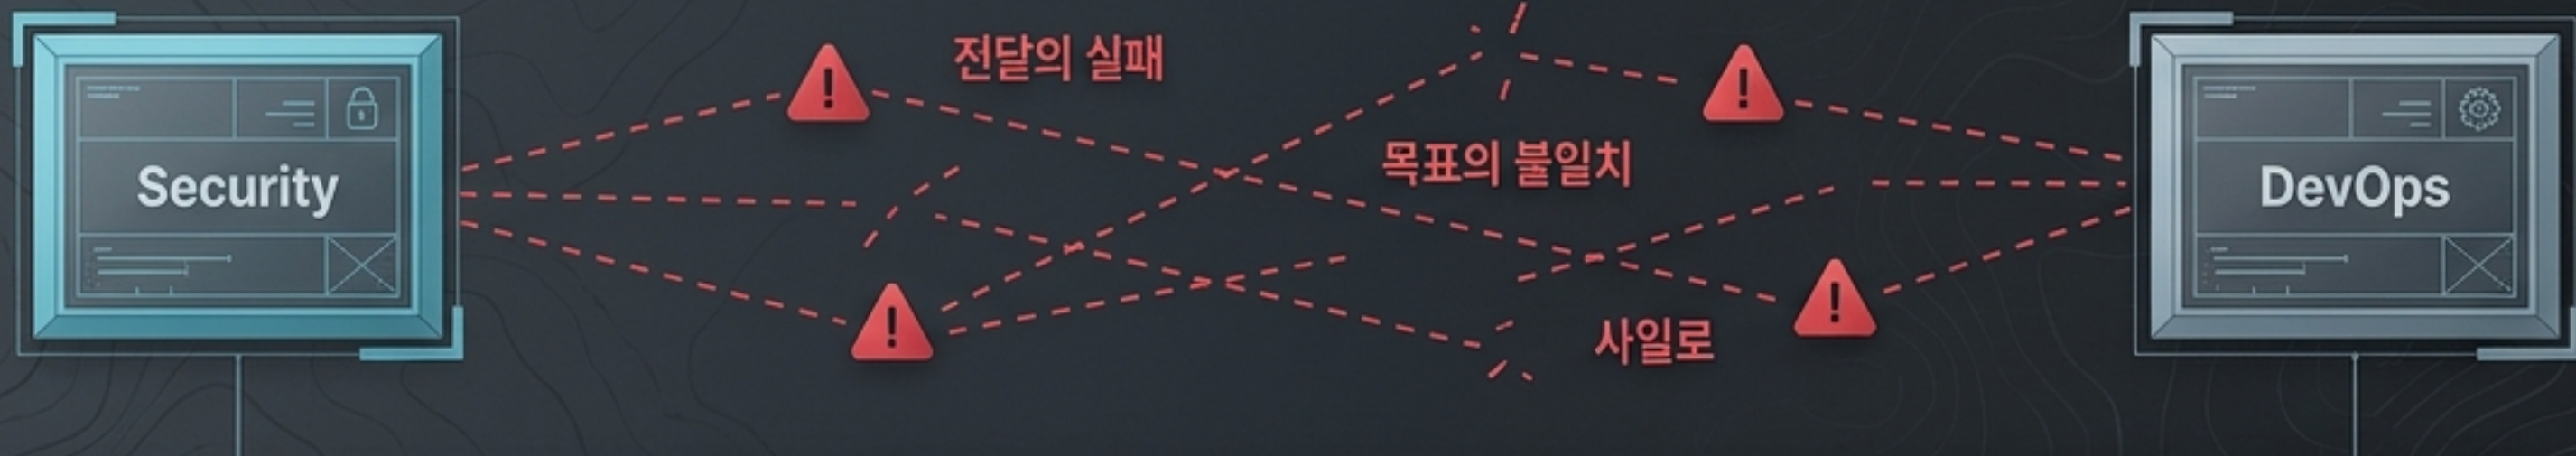 전달의 실패
목표의 불일치
Security
DevOps
사일로